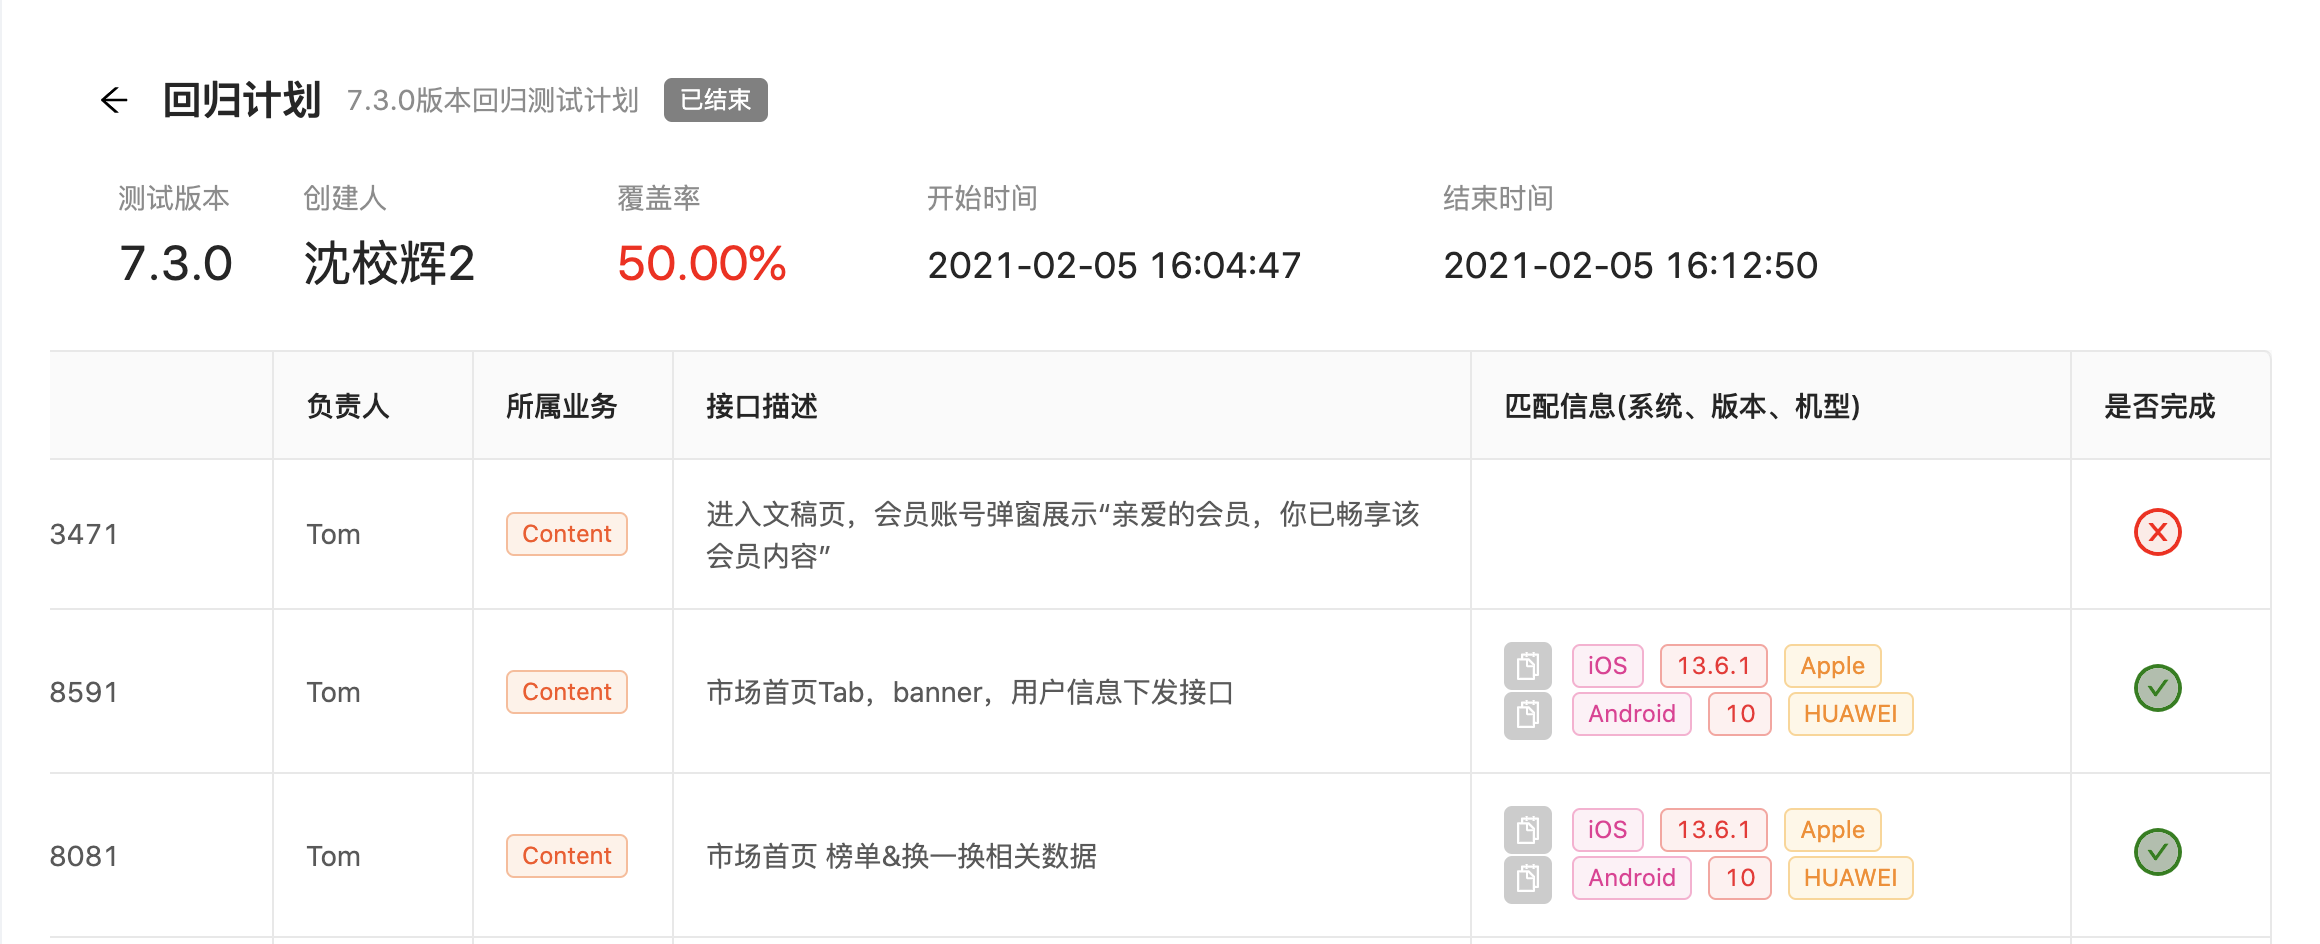 回归计划 7.3.0版本回归测试计划 已结束
测试版本 创建人 覆盖率 开始时间 结束时间
7.3.0 沈校辉2 50.00% 2021-02-05 16:04:47 2021-02-05 16:12:50
负责人 所属业务 接口描述 匹配信息(系统、版本、机型) 是否完成
3471 Tom Content 进入文稿页，会员账号弹窗展示“亲爱的会员，你已畅享该
会员内容”
8591 Tom Content 市场首页Tab，banner，用户信息下发接口 iOS 13.6.1 Apple
Android 10 HUAWEI
8081 Tom Content 市场首页 榜单&换一换相关数据 iOS 13.6.1 Apple
Android 10 HUAWEI